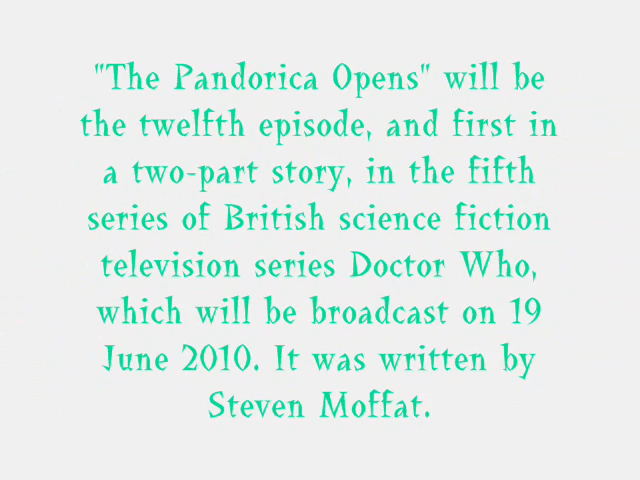 "The Pandorica Opens" will be
the twelfth episode, and first in
a two-part story, in the fifth
series of British science fiction
television series Doctor Who,
which will be broadcast on 19
June 2010. It was written by
Steven Moffat.